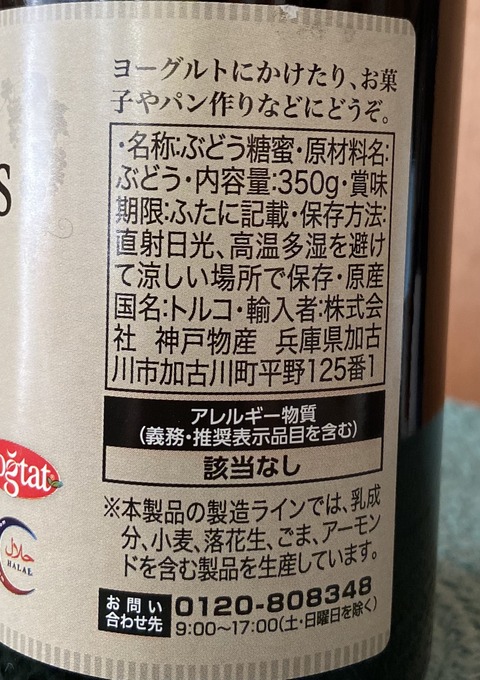 ヨーグルトにかけたり、お菓
子やパン作りなどにどうぞ。
・名称:ぶどう糖蜜・原材料名:
ぶどう・内容量:350g・賞味
期限:ふたに記載・保存方法:
直射日光、高温多湿を避け
て涼しい場所で保存・原産
国名:トルコ・輸入者:株式会
社 神戸物産 兵庫県加古
川市加古川町平野125番1
アレルギー物質
(義務・推奨表示品目を含む)
該当なし
※本製品の製造ラインでは、乳成
分、小麦、落花生、ごま、アーモン
ドを含む製品を生産しています。
お問い
合わせ先
0120-808348
9:00~17:00(土・日曜日を除く)
S
oğtat
حلال
HALAL